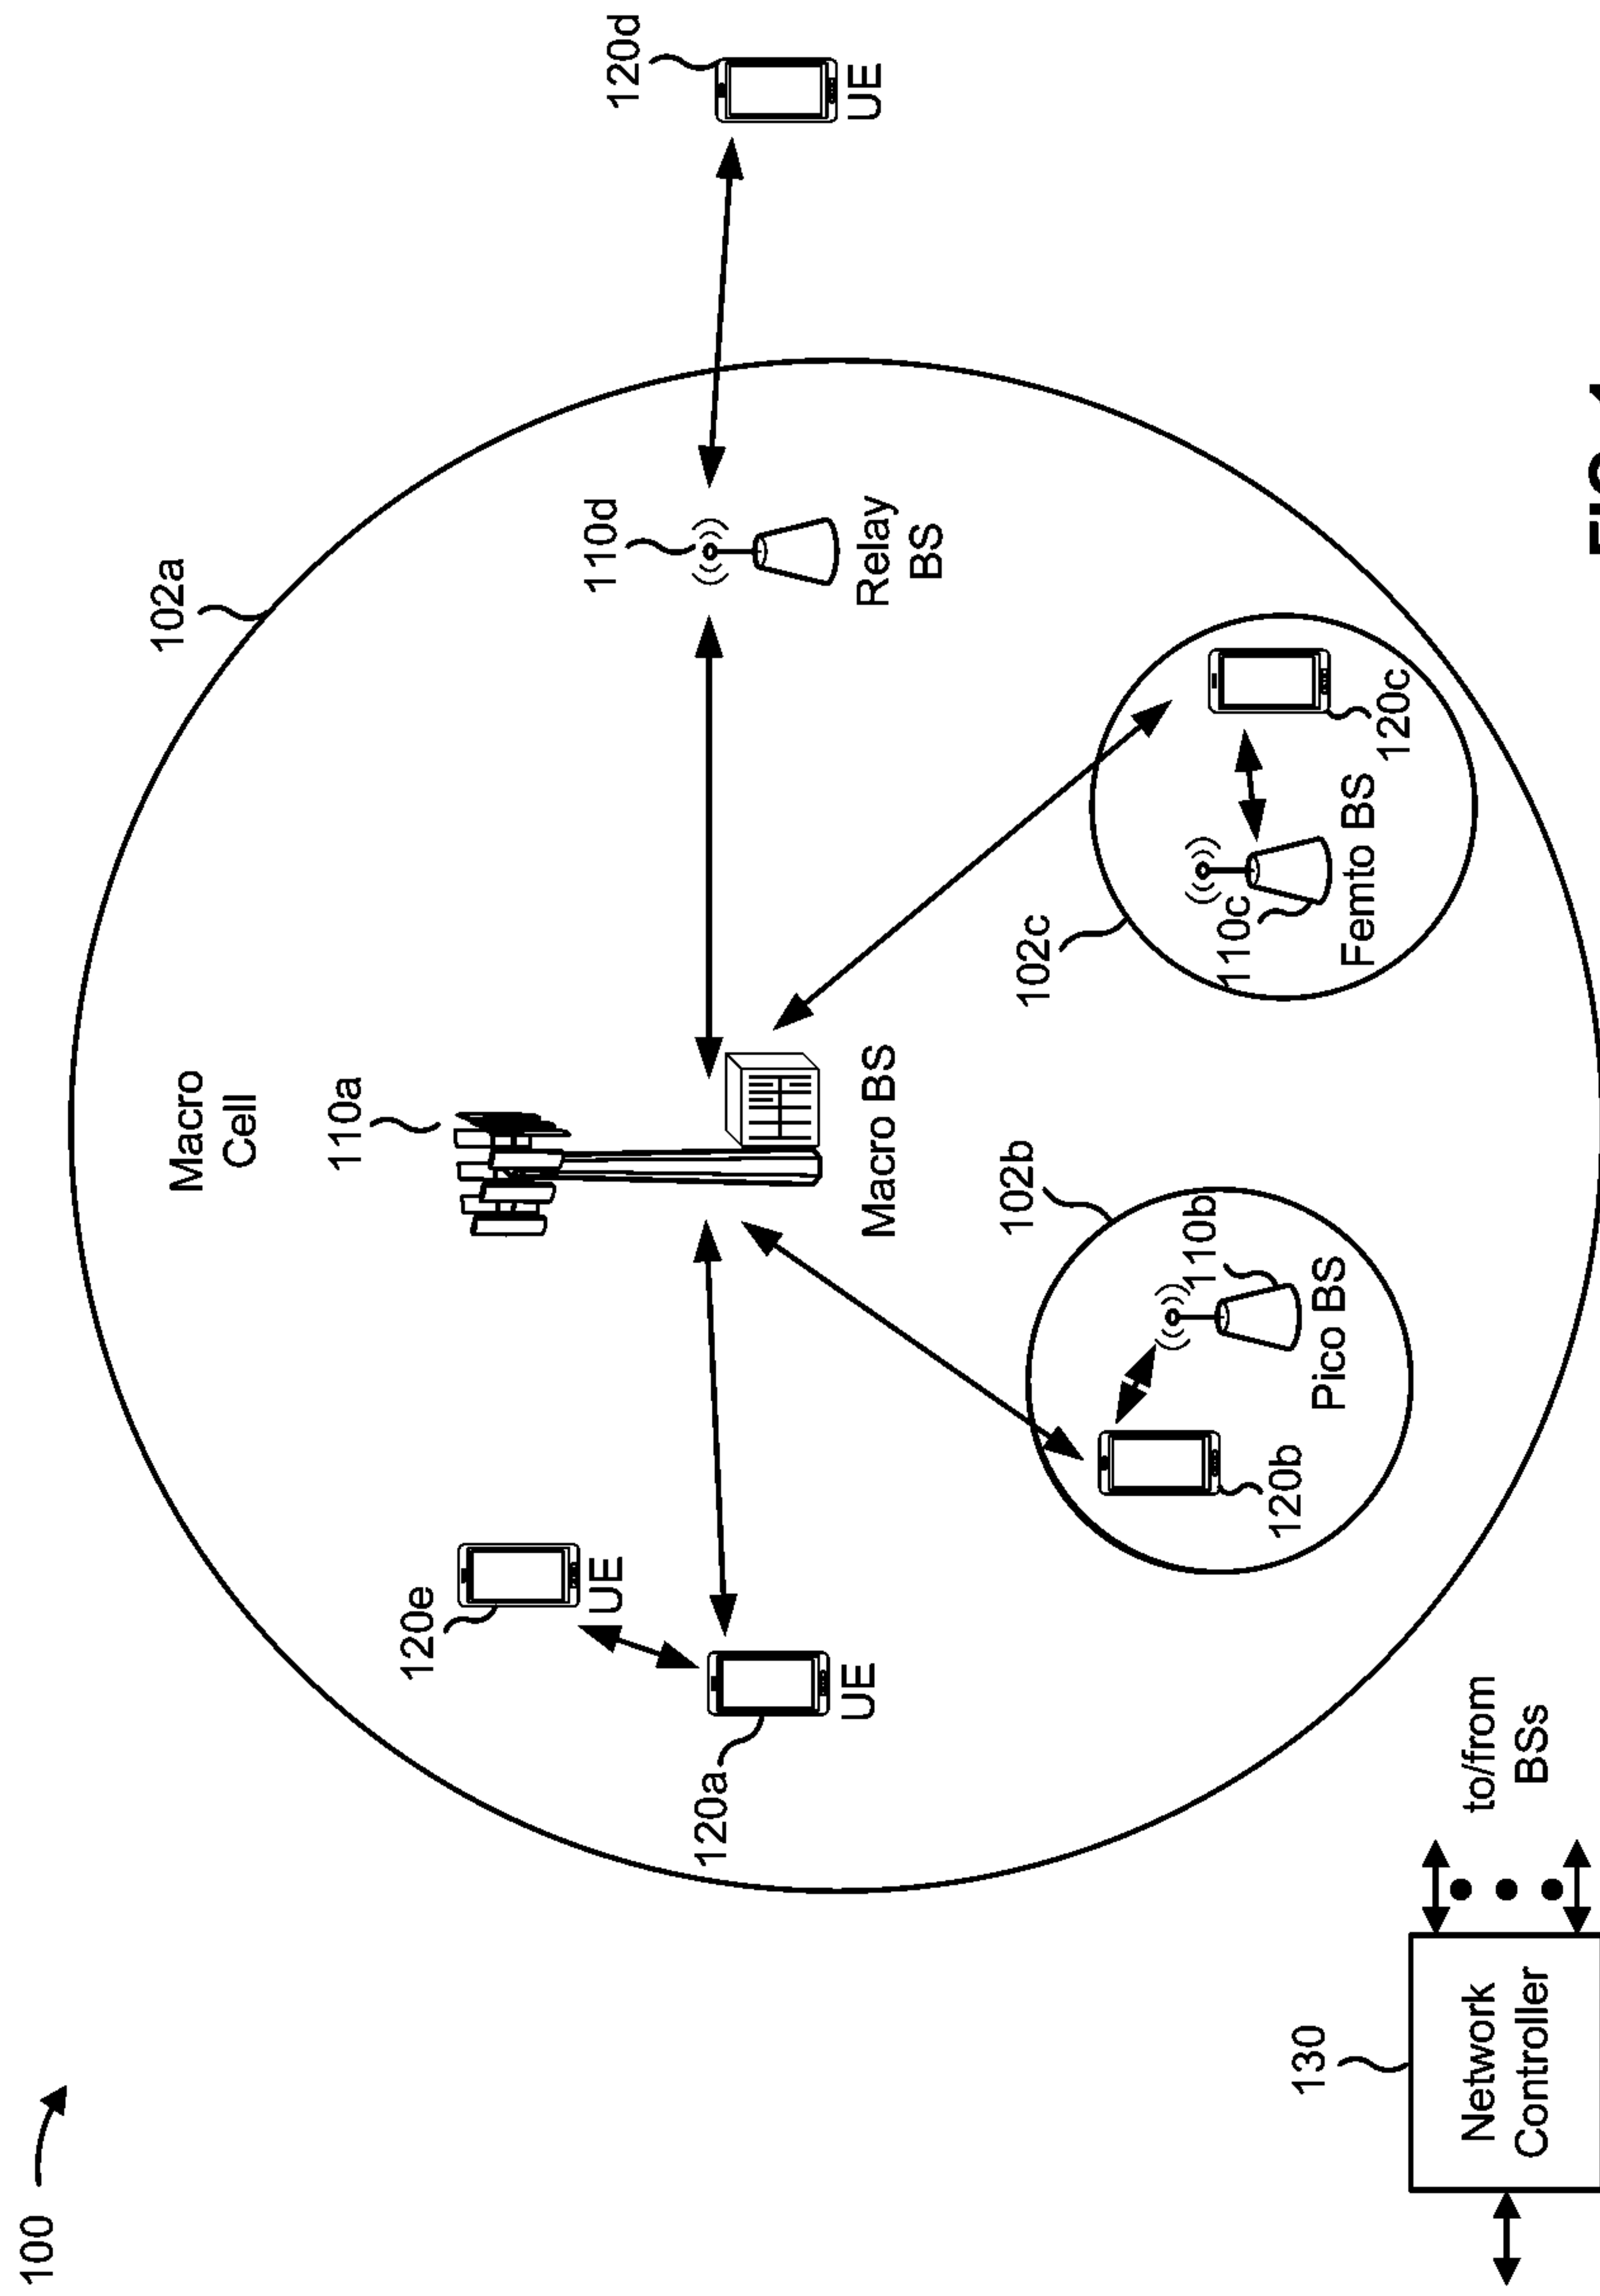 100
102a
Macro
Cell
110a
120e
UE
110d
120d
UE
120a
UE
Macro BS
Relay
BS
102b
102c
110b
Pico BS
120b
110c
Femto BS
120c
130
Network
Controller
to/from
BSs